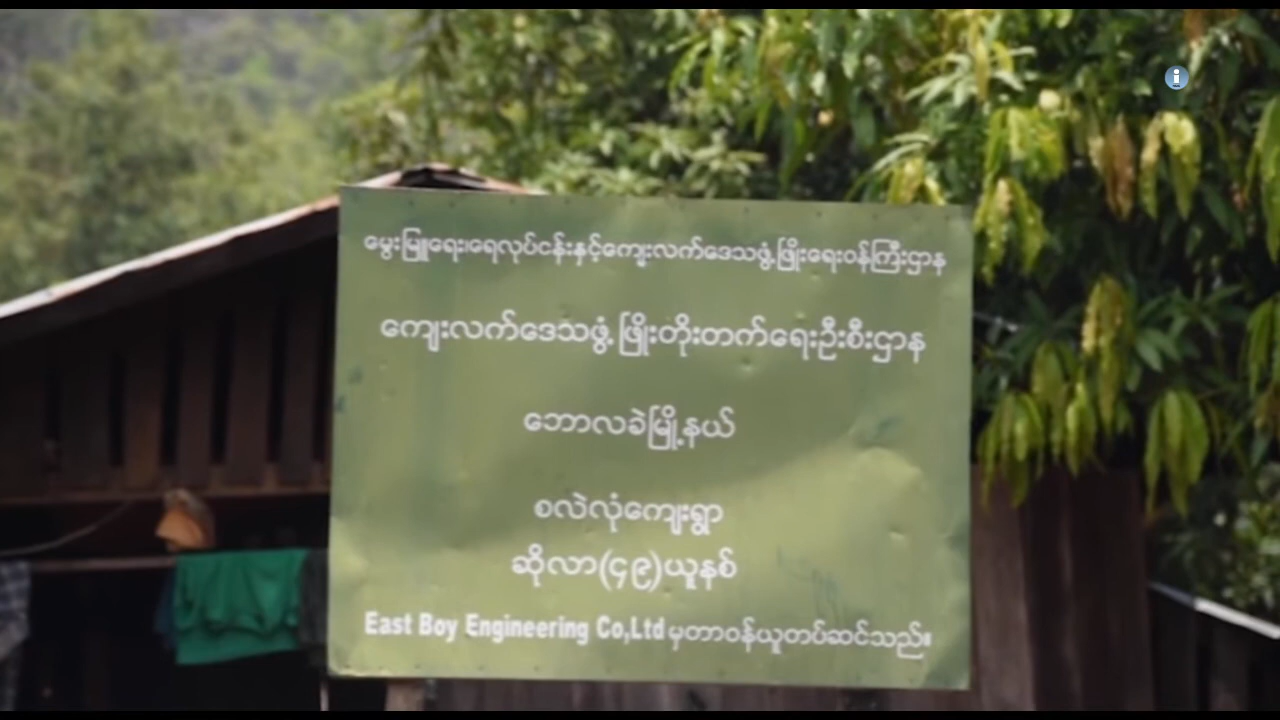 မွေးမြူရေး၊ရေလုပ်ငန်းနှင့်ကျေးလက်ဒေသဖွံ့ဖြိုးရေးဝန်ကြီးဌာန
ကျေးလက်ဒေသဖွံ့ဖြိုးတိုးတက်ရေးဦးစီးဌာန
ဘောလခဲမြို့နယ်
စလဲလုံကျေးရွာ
ဆိုလာ(၄၉)ယူနစ်
East Boy Engineering Co,Ltd မှတာဝန်ယူတပ်ဆင်သည်။